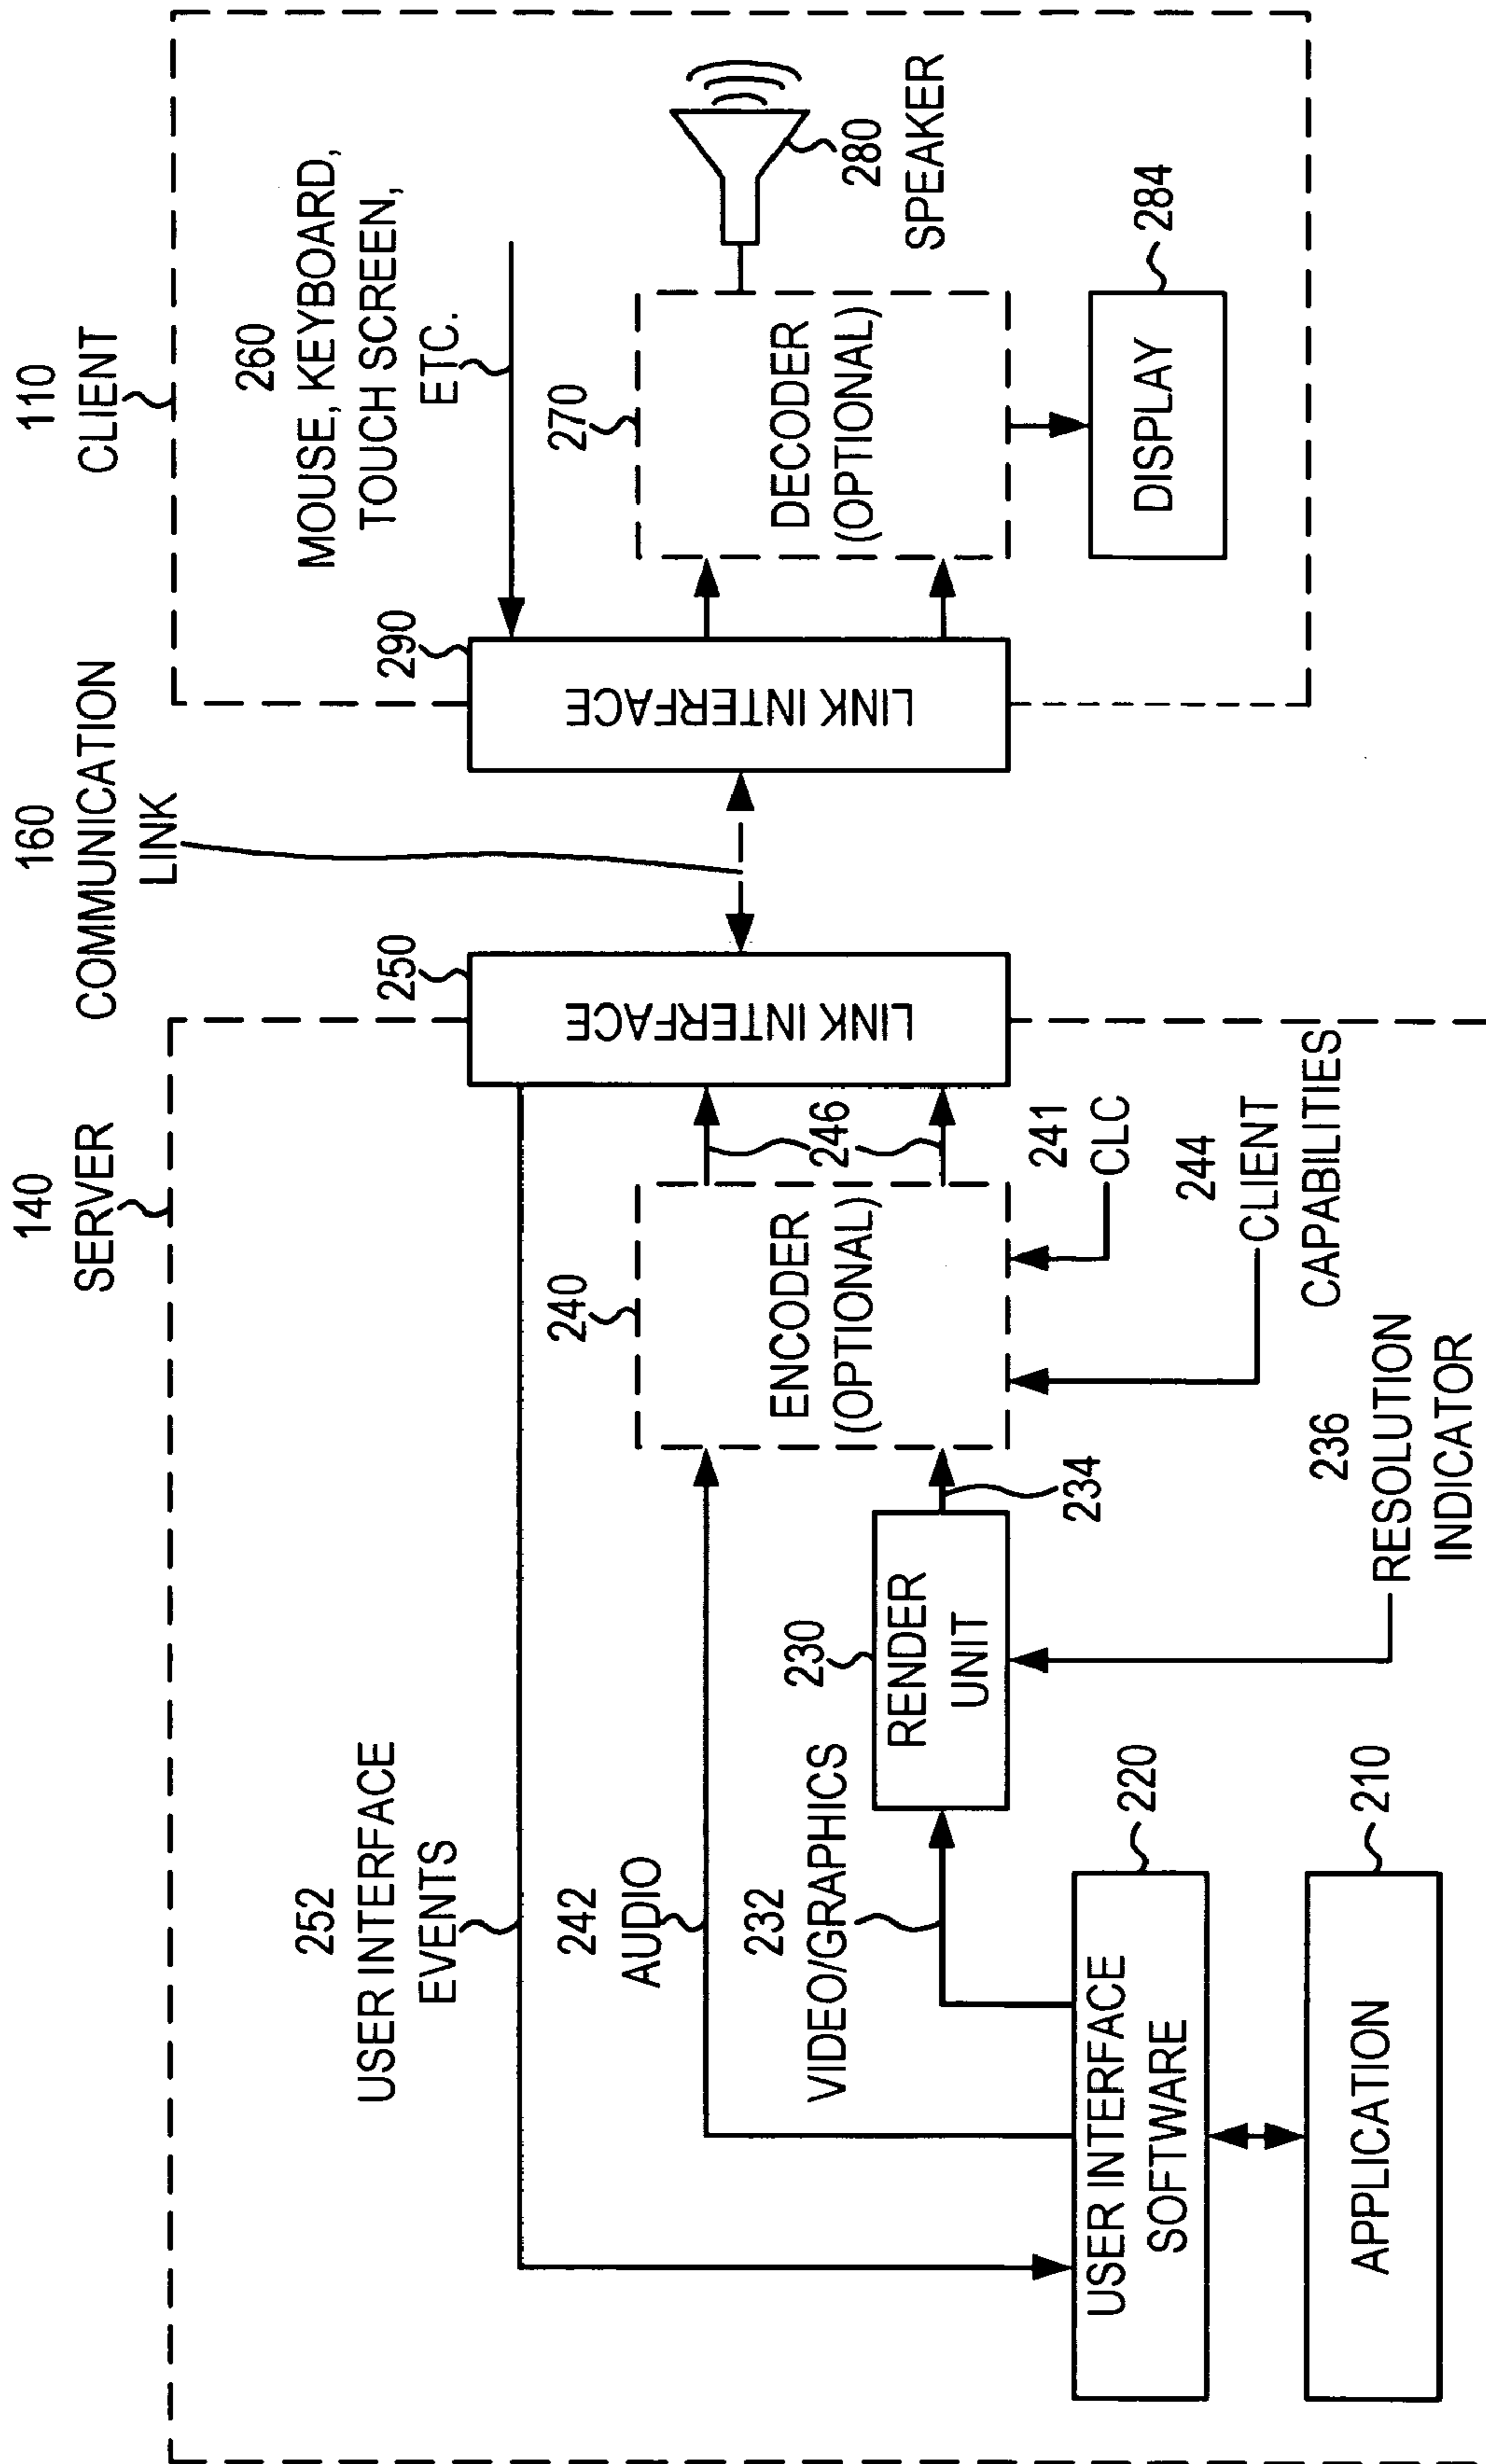 140
SERVER
160
COMMUNICATION
LINK
110
CLIENT
252
USER INTERFACE
EVENTS
250
LINK INTERFACE
290
LINK INTERFACE
260
MOUSE, KEYBOARD,
TOUCH SCREEN,
ETC.
242
AUDIO
240
ENCODER
(OPTIONAL)
246
270
DECODER
(OPTIONAL)
280
SPEAKER
232
VIDEO/GRAPHICS
230
RENDER
UNIT
234
241
CLC
244
CLIENT
CAPABILITIES
284
DISPLAY
220
USER INTERFACE
SOFTWARE
236
RESOLUTION
INDICATOR
210
APPLICATION